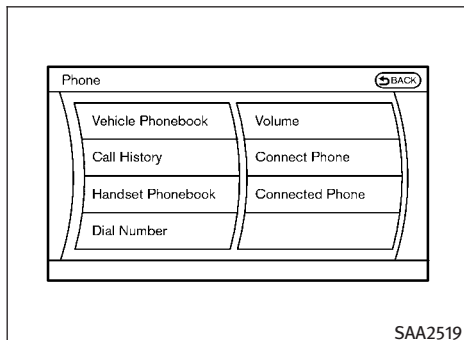 Phone
BACK
Vehicle Phonebook
Call History
Handset Phonebook
Dial Number
Volume
Connect Phone
Connected Phone
SAA2519